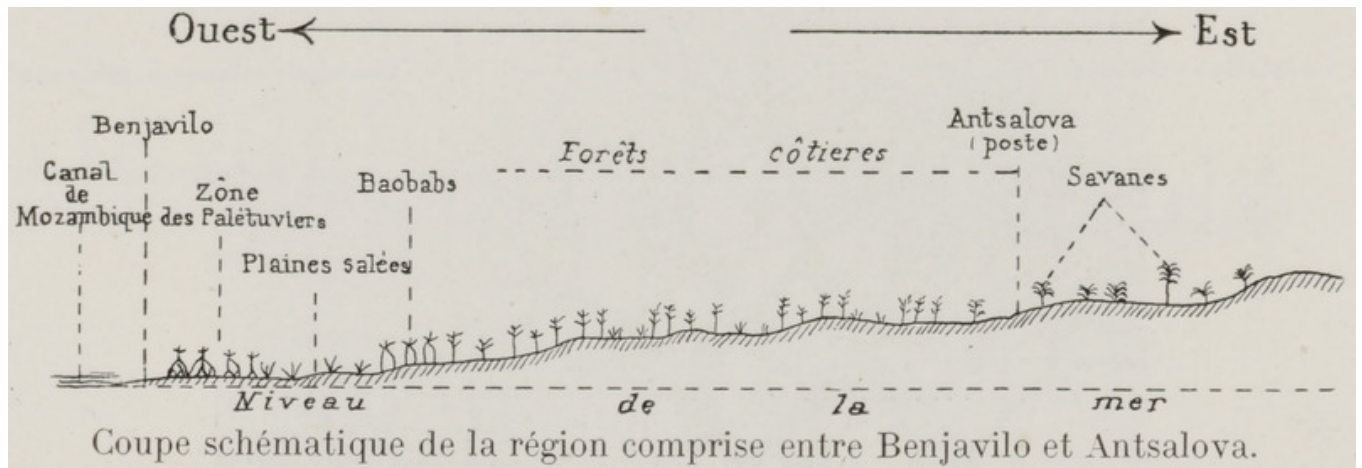 Ouest Est
Benjavilo
Canal
de
Mozambique
Zône
des Palétuviers
Plaines salées
Baobabs
Forêts côtieres
Antsalova
(poste)
Savanes
Niveau de la mer
Coupe schématique de la région comprise entre Benjavilo et Antsalova.